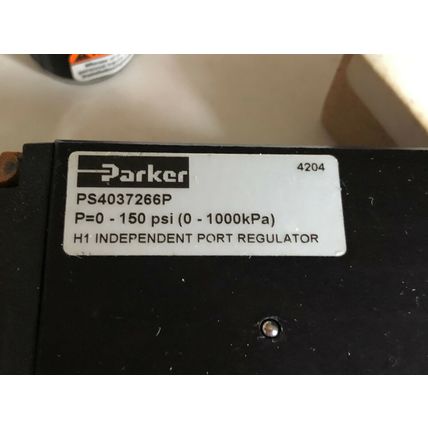 Parker
4204
PS4037266P
P=0 - 150 psi (0 - 1000kPa)
H1 INDEPENDENT PORT REGULATOR